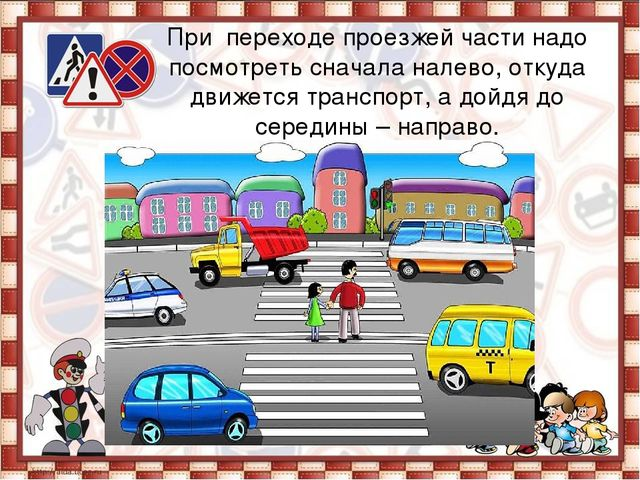 При переходе проезжей части надо
посмотреть сначала налево, откуда
движется транспорт, а дойдя до
середины – направо.
Т